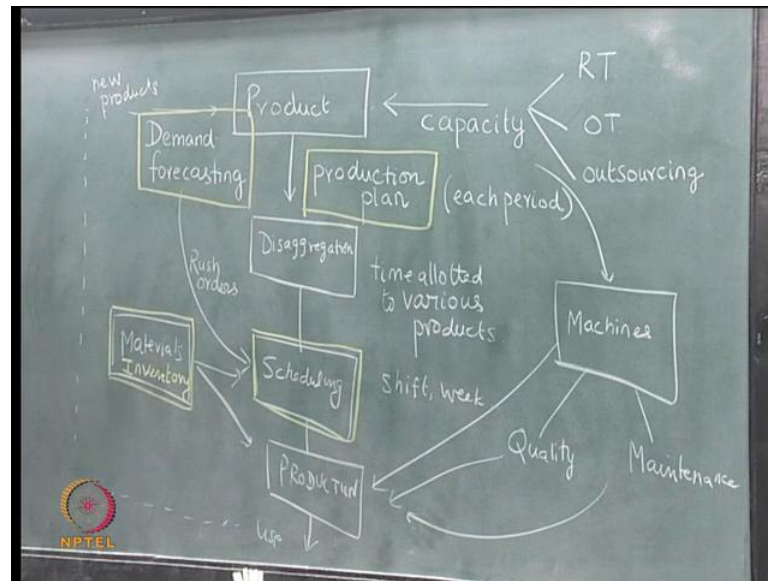 new
products
Product
Demand
forecasting
capacity
RT
OT
outsourcing
production
plan
(each period)
Disaggregation
Rush
orders
time allotted
to various
products
Machines
Materials
Inventory
Scheduling
Shift, week
Quality
Maintenance
PRODUCTION
use
NPTEL